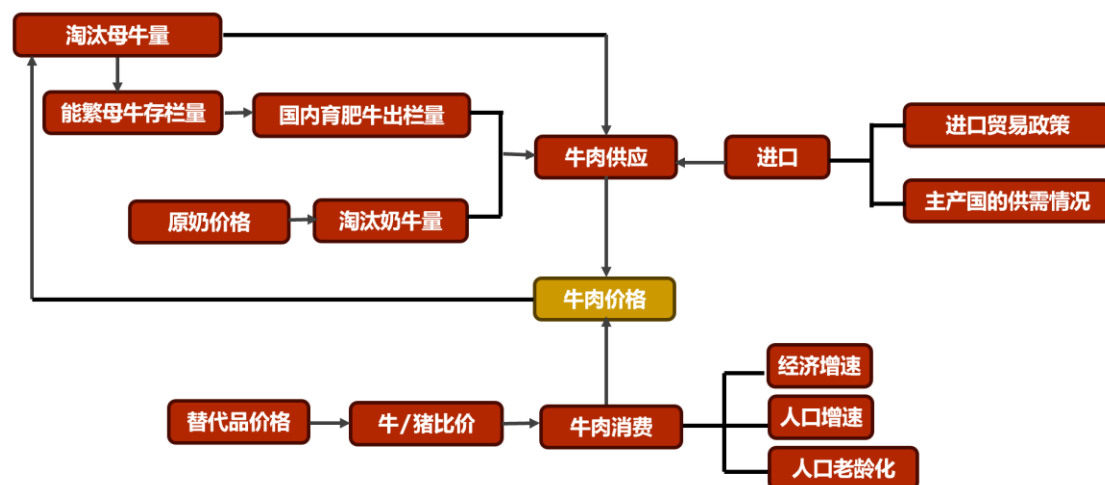 淘汰母牛量
能繁母牛存栏量
国内育肥牛出栏量
牛肉供应
进口
进口贸易政策
主产国的供需情况
原奶价格
淘汰奶牛量
牛肉价格
替代品价格
牛/猪比价
牛肉消费
经济增速
人口增速
人口老龄化